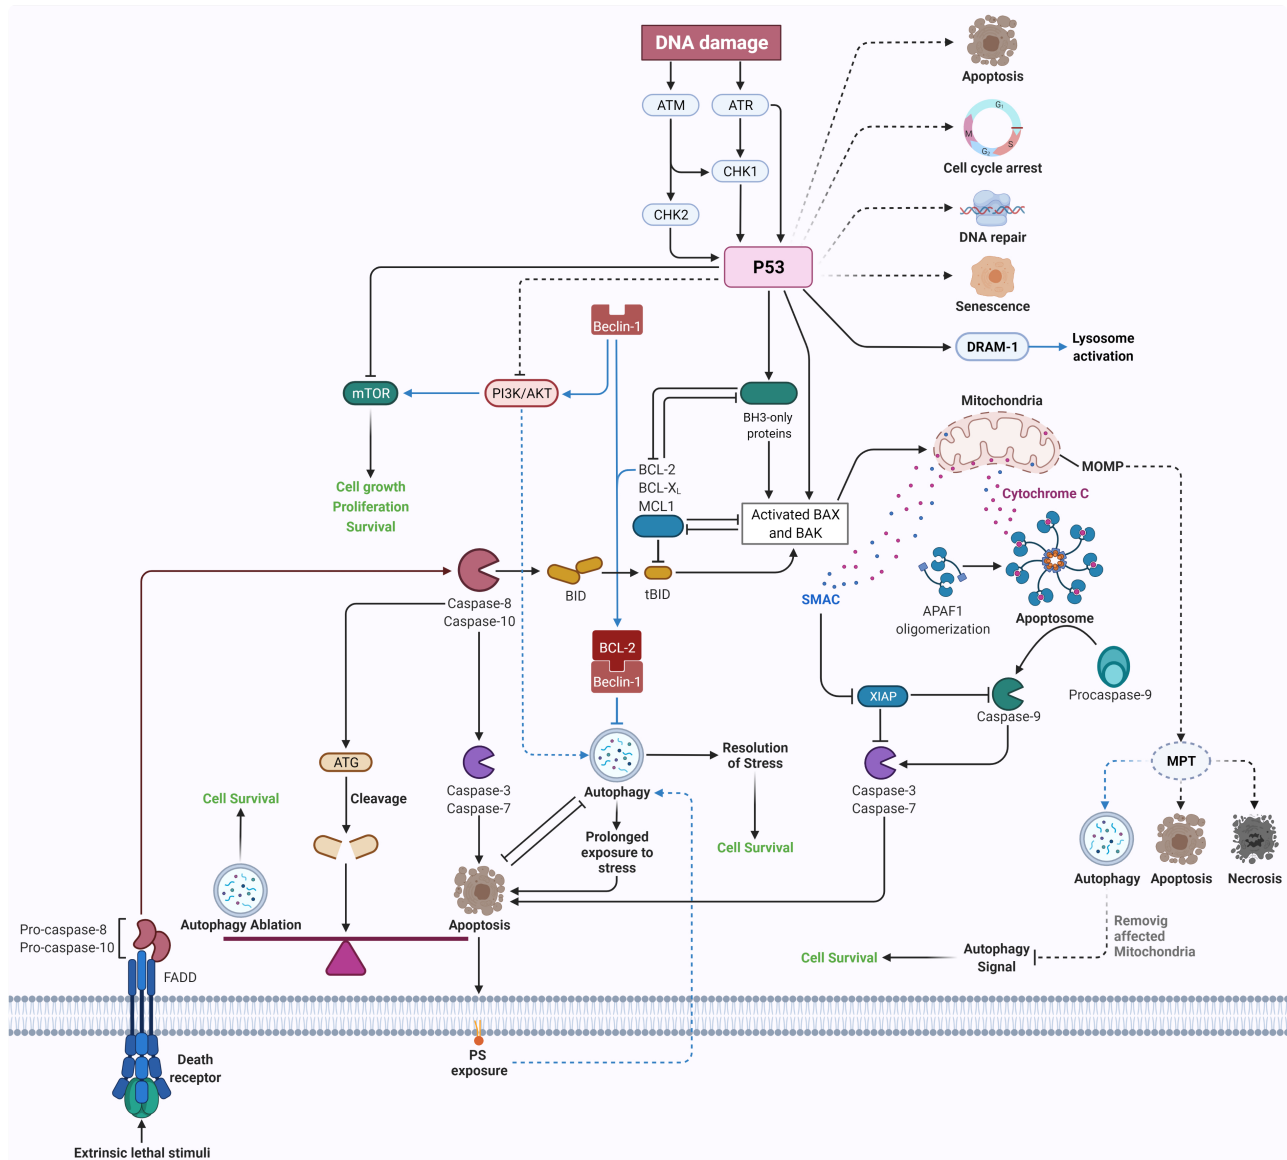 DNA damage
ATM
ATR
CHK1
CHK2
P53
Apoptosis
G₁
M
S
G₂
Cell cycle arrest
DNA repair
Senescence
DRAM-1
Lysosome
activation
Beclin-1
mTOR
PI3K/AKT
BH3-only
proteins
Cell growth
Proliferation
Survival
BCL-2
BCL-X_L
MCL1
Activated BAX
and BAK
Mitochondria
MOMP
Cytochrome C
SMAC
APAF1
oligomerization
Apoptosome
Procaspase-9
Caspase-8
Caspase-10
BID
tBID
BCL-2
Beclin-1
XIAP
Caspase-9
ATG
Cleavage
Caspase-3
Caspase-7
Autophagy
Resolution
of Stress
Prolonged
exposure to
stress
Cell Survival
Caspase-3
Caspase-7
MPT
Autophagy
Apoptosis
Necrosis
Removig
affected
Mitochondria
Autophagy
Signal
Cell Survival
Cell Survival
Autophagy Ablation
Apoptosis
Pro-caspase-8
Pro-caspase-10
FADD
Death
receptor
PS
exposure
Extrinsic lethal stimuli